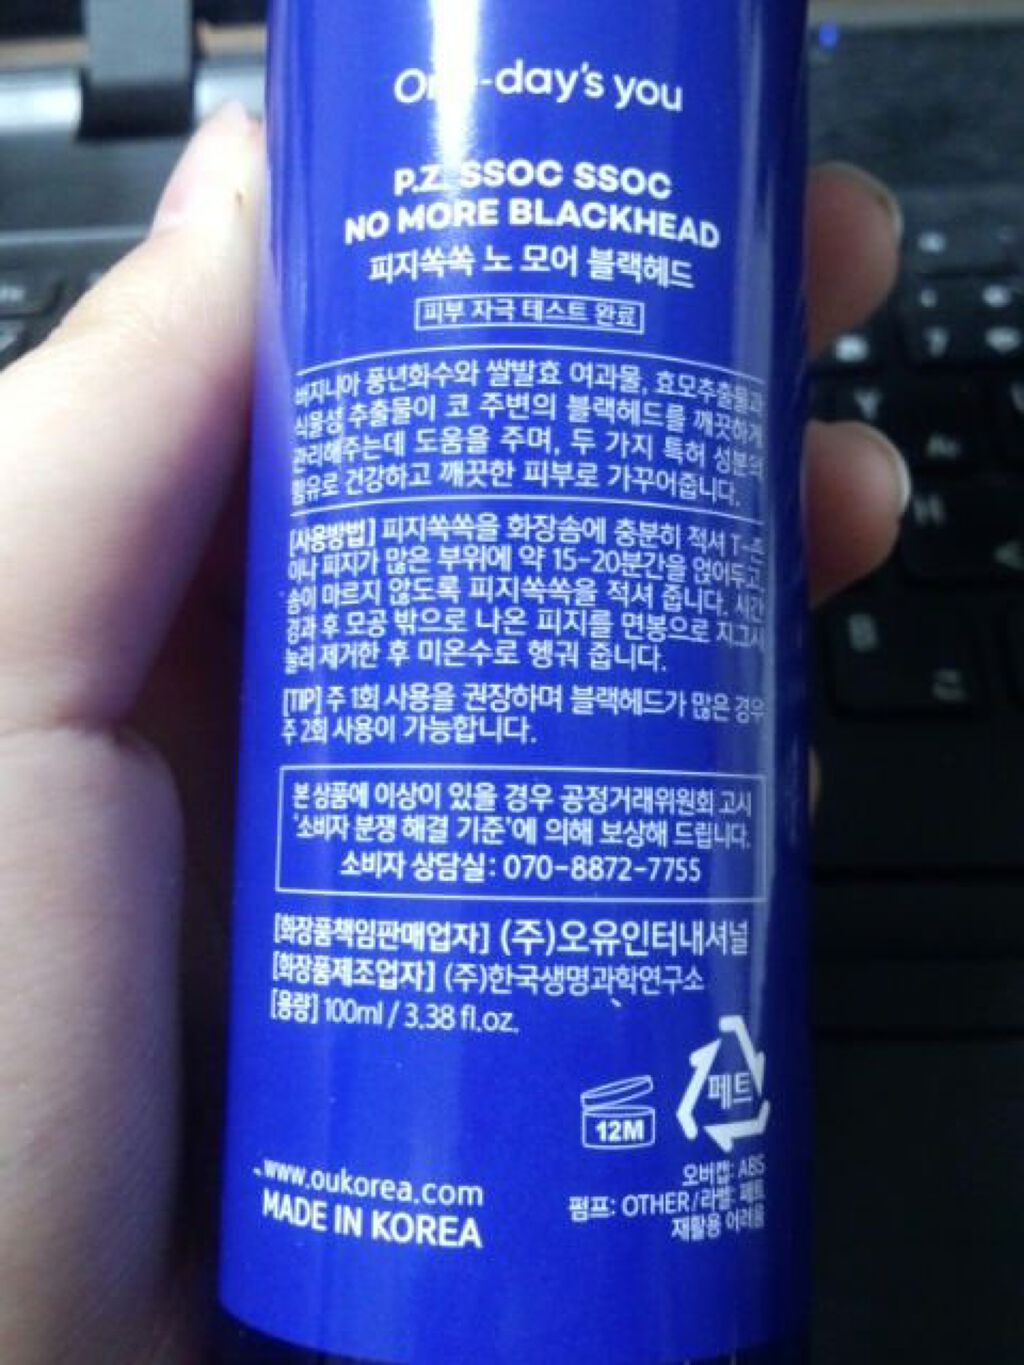 One-day's you
P.Z. SSOC SSOC
NO MORE BLACKHEAD
피지쏙쏙 노 모어 블랙헤드
피부 자극 테스트 완료
버지니아 풍년화수와 쌀발효 여과물, 효모추출물과
식물성 추출물이 코 주변의 블랙헤드를 깨끗하게
관리해주는데 도움을 주며, 두 가지 특허 성분의
함유로 건강하고 깨끗한 피부로 가꾸어줍니다.
[사용방법] 피지쏙쏙을 화장솜에 충분히 적셔 T-존
이나 피지가 많은 부위에 약 15-20분간을 얹어두고,
솜이 마르지 않도록 피지쏙쏙을 적셔 줍니다. 시간
경과 후 모공 밖으로 나온 피지를 면봉으로 지그시
눌러 제거한 후 미온수로 헹궈 줍니다.
[TIP] 주 1회 사용을 권장하며 블랙헤드가 많은 경우
주 2회 사용이 가능합니다.
본 상품에 이상이 있을 경우 공정거래위원회 고시
'소비자 분쟁 해결 기준'에 의해 보상해 드립니다.
소비자 상담실: 070-8872-7755
[화장품책임판매업자] (주)오유인터내셔널
[화장품제조업자] (주)한국생명과학연구소
[용량] 100ml / 3.38 fl.oz.
페트
12M
오버캡: ABS
펌프: OTHER/라벨: 페트
재활용 어려움
www.oukorea.com
MADE IN KOREA